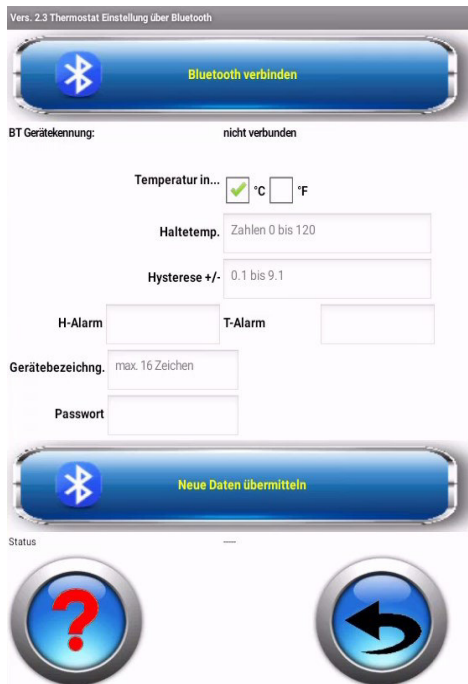 Vers. 2.3 Thermostat Einstellung über Bluetooth
Bluetooth verbinden
BT Gerätekennung: nicht verbunden
Temperatur in... °C °F
Haltetemp. Zahlen 0 bis 120
Hysterese +/- 0.1 bis 9.1
H-Alarm T-Alarm
Gerätebezeichng. max. 16 Zeichen
Passwort
Neue Daten übermitteln
Status ----
?